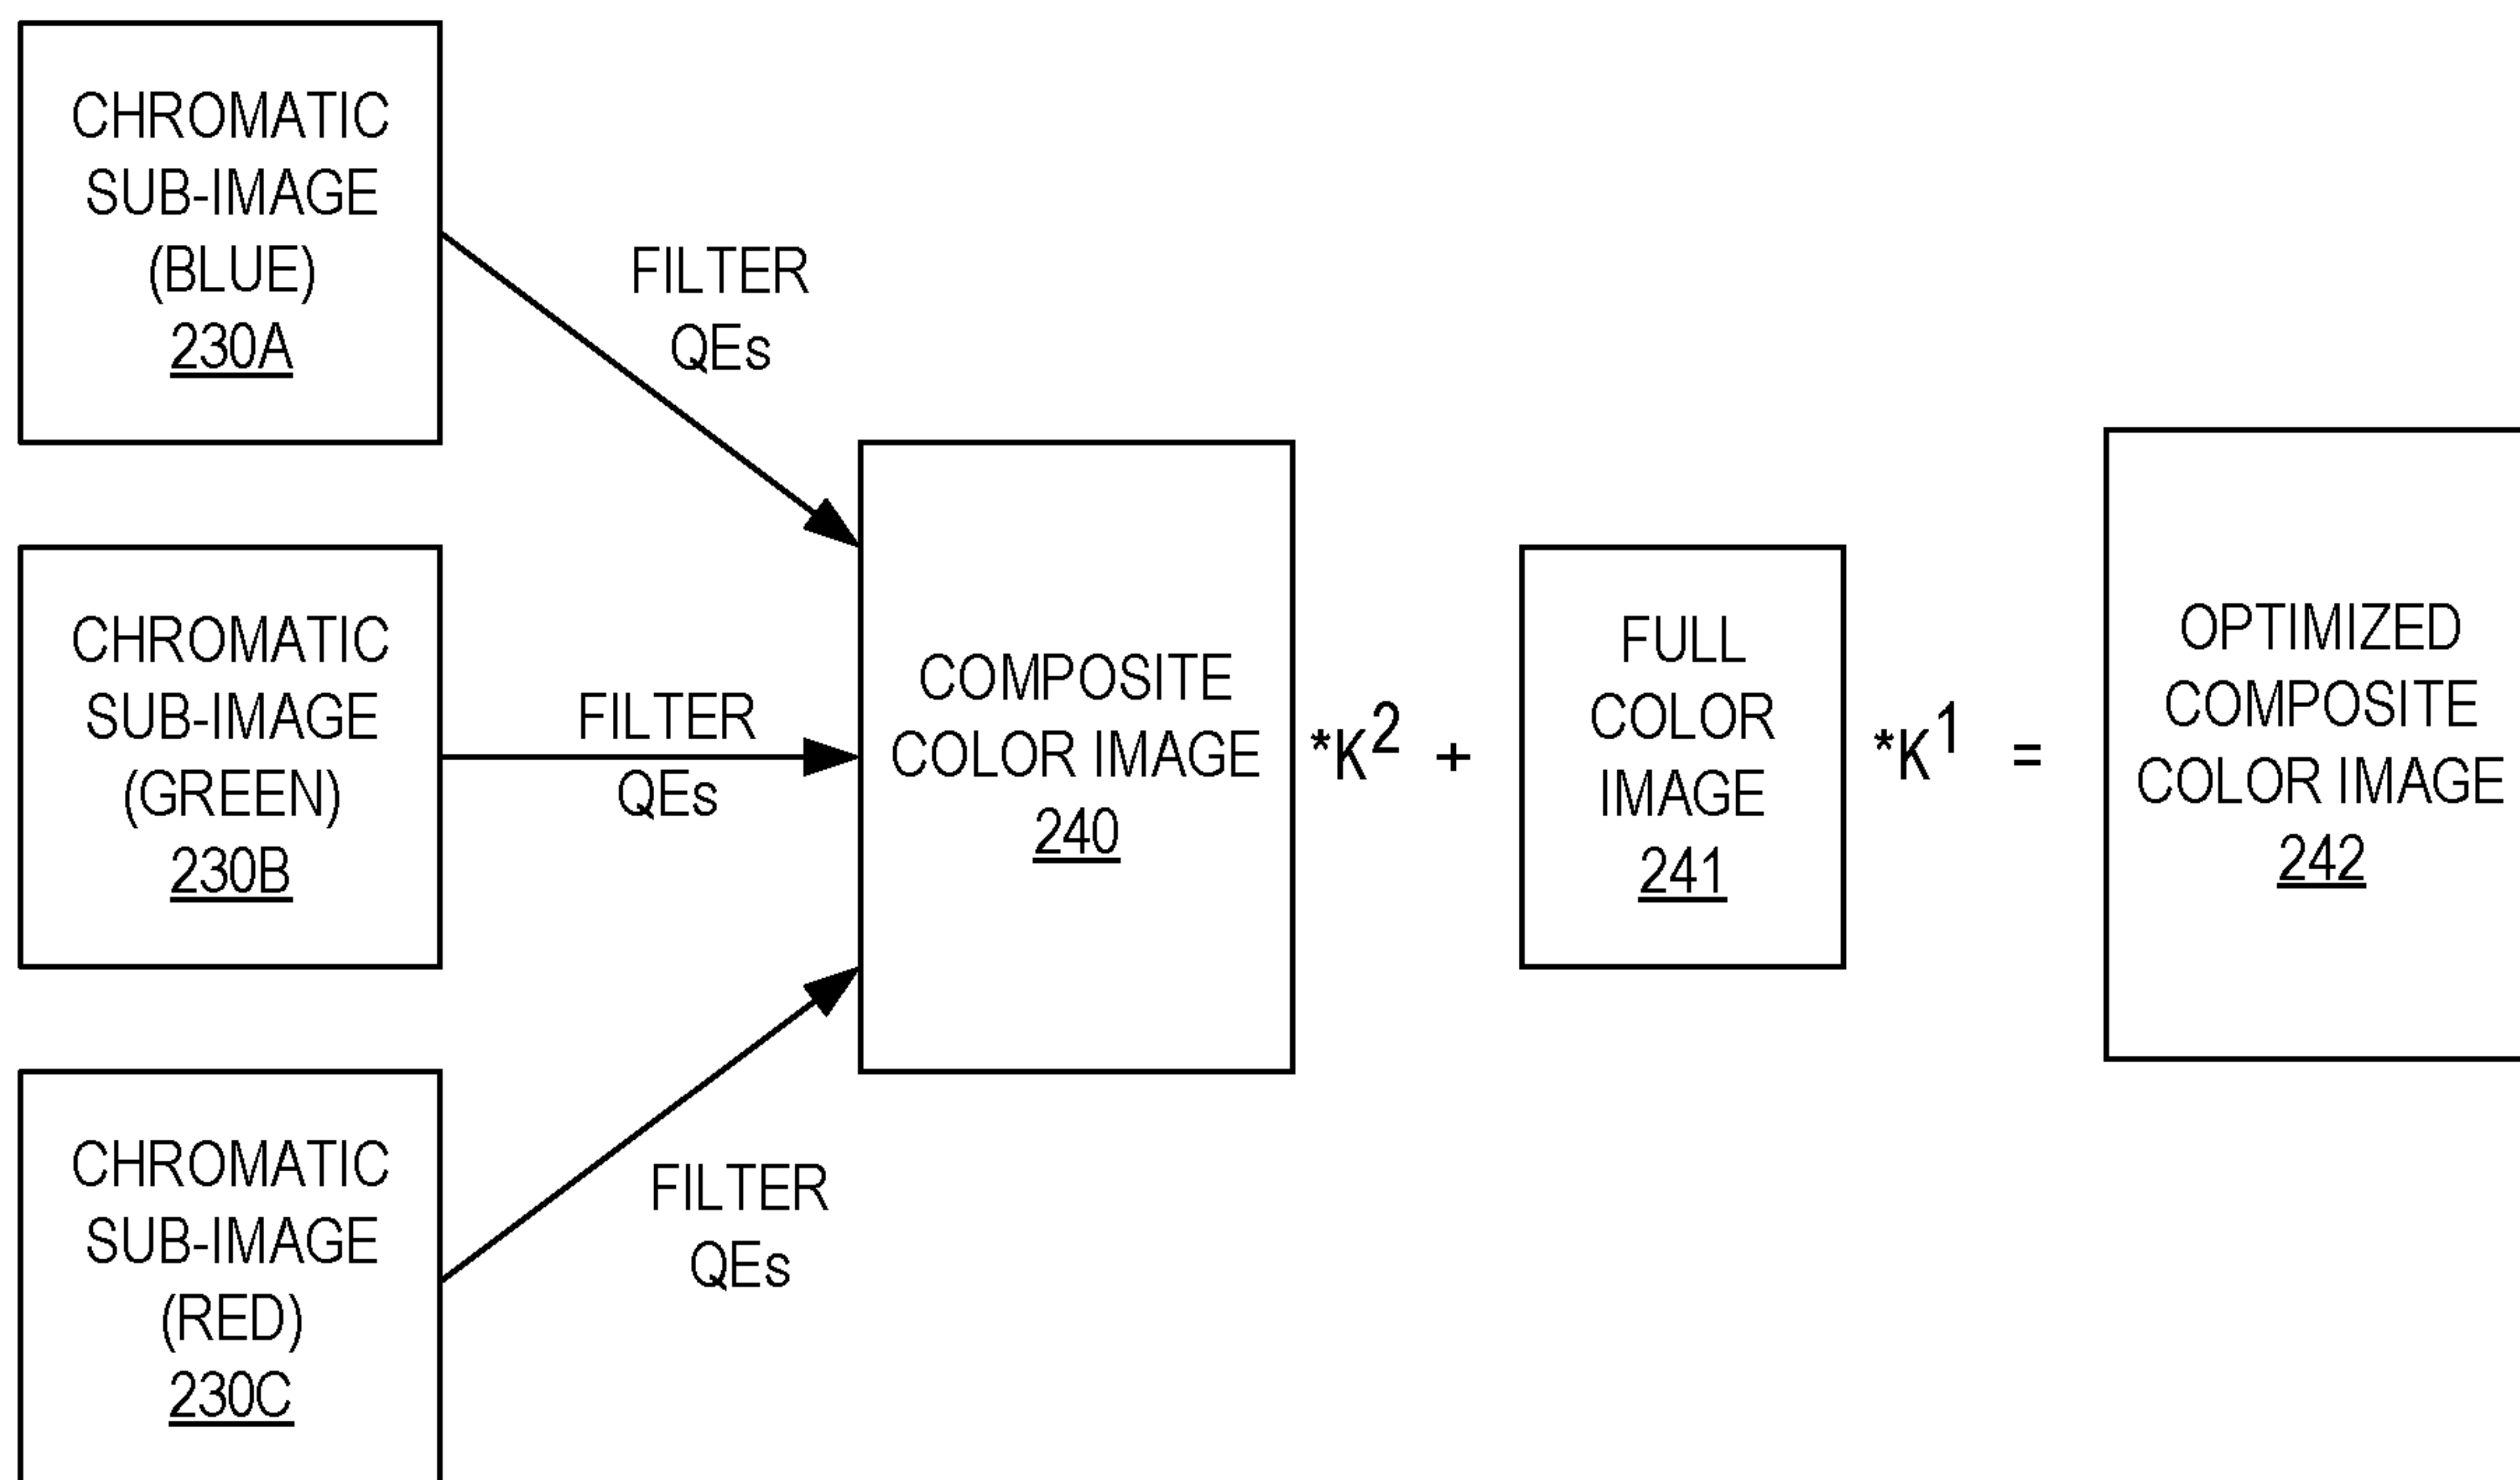 CHROMATIC
SUB-IMAGE
(BLUE)
230A
FILTER
QEs
CHROMATIC
SUB-IMAGE
(GREEN)
230B
FILTER
QEs
CHROMATIC
SUB-IMAGE
(RED)
230C
FILTER
QEs
COMPOSITE
COLOR IMAGE
240
*K² +
FULL
COLOR
IMAGE
241
*K¹ =
OPTIMIZED
COMPOSITE
COLOR IMAGE
242